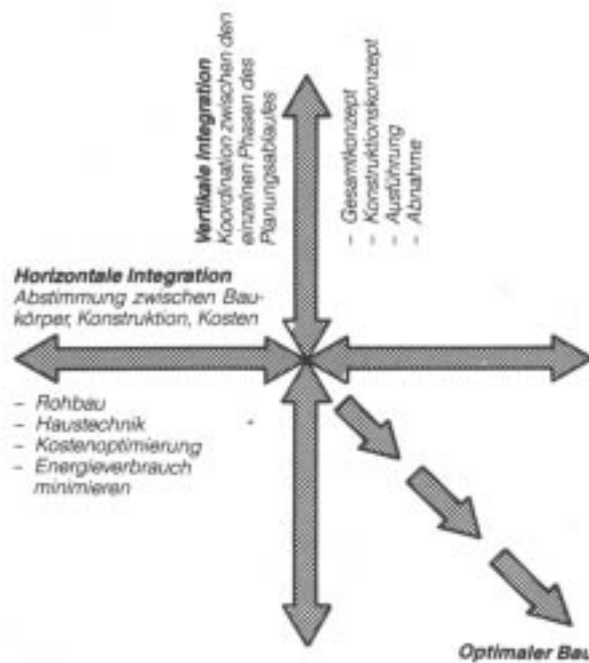 Vertikale Integration
Koordination zwischen den
einzelnen Phasen des
Planungsablaufes
– Gesamtkonzept
– Konstruktionskonzept
– Ausführung
– Abnahme
Horizontale Integration
Abstimmung zwischen Bau-
körper, Konstruktion, Kosten
– Rohbau
– Haustechnik
– Kostenoptimierung
– Energieverbrauch
minimieren
Optimaler Bau